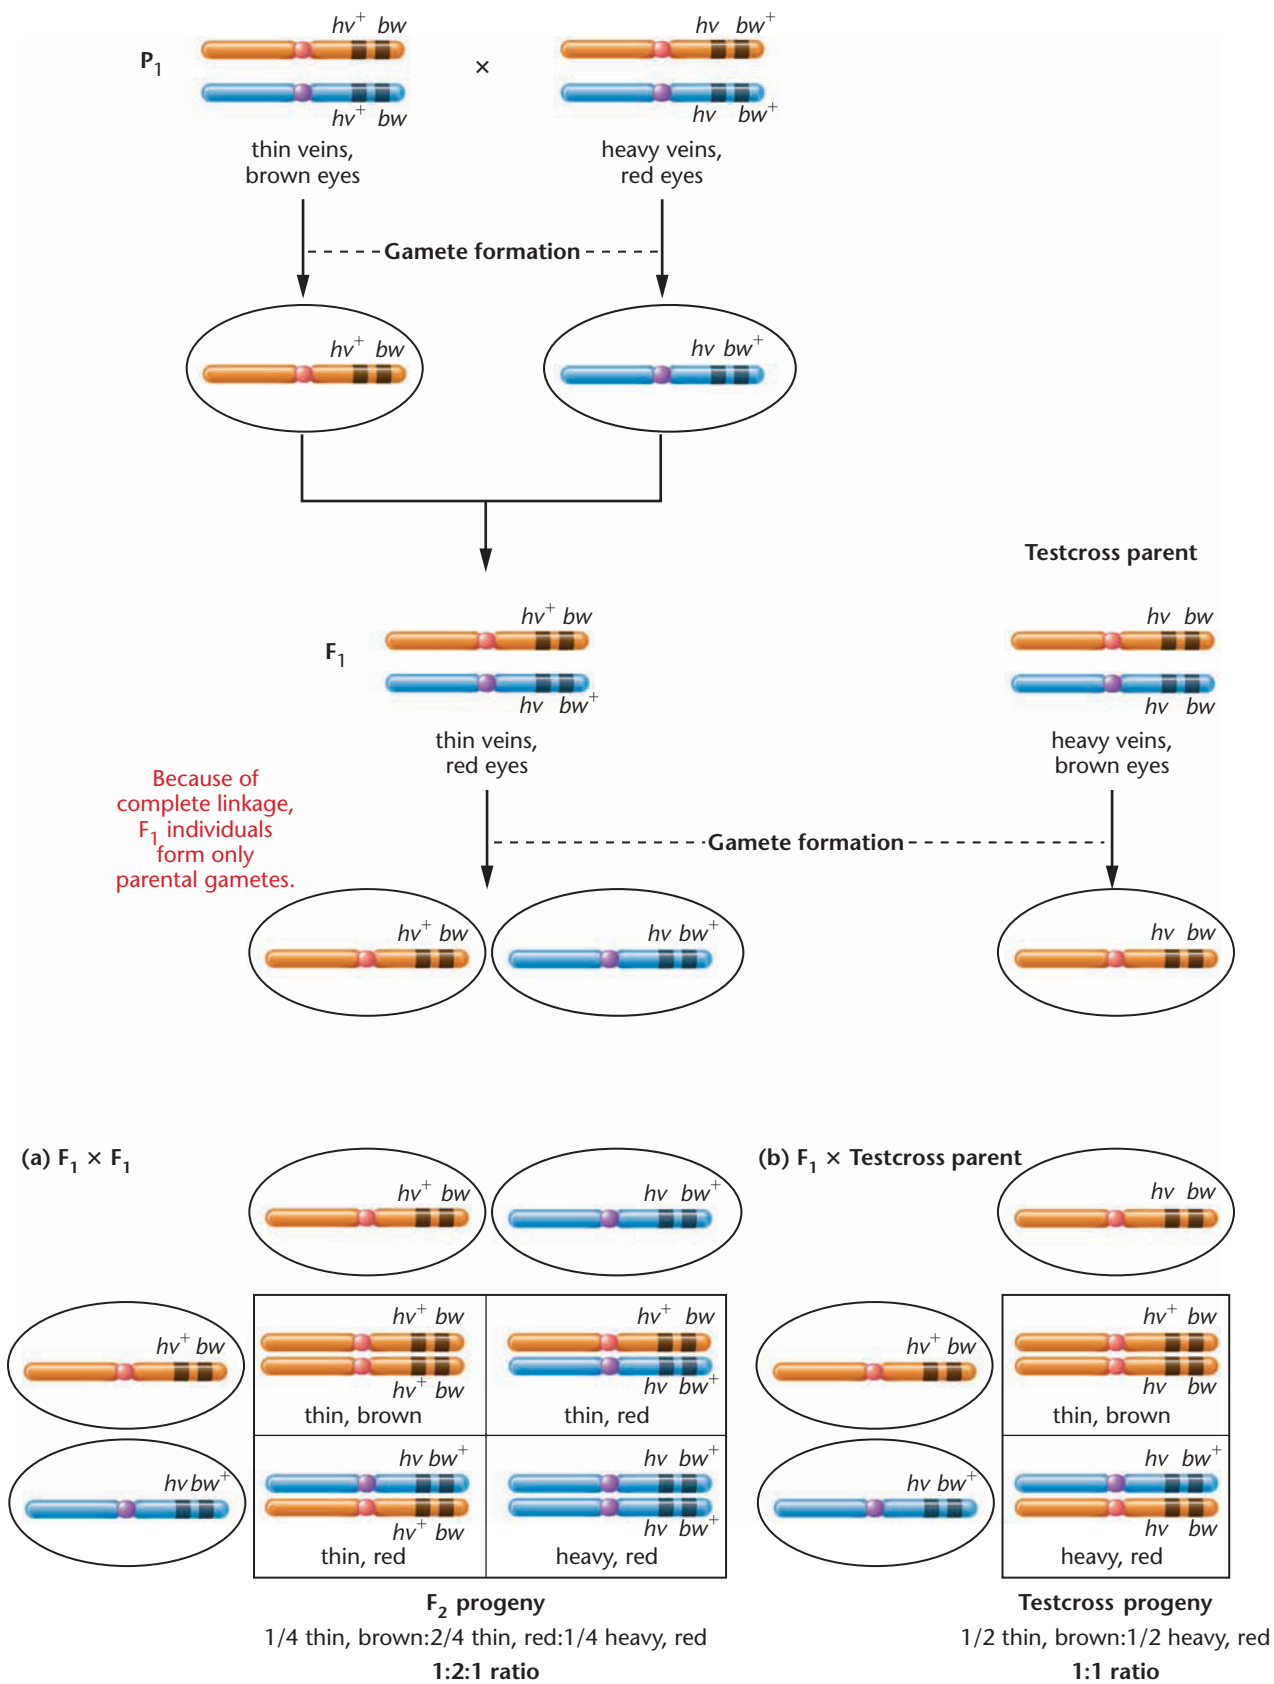 hv+ bw
hv bw+
P1
×
hv+ bw
hv bw+
thin veins,
brown eyes
heavy veins,
red eyes
Gamete formation
hv+ bw
hv bw+
Testcross parent
hv+ bw
hv bw
F1
hv bw+
hv bw
thin veins,
red eyes
heavy veins,
brown eyes
Because of
complete linkage,
F1 individuals
form only
parental gametes.
Gamete formation
hv+ bw
hv bw+
hv bw
(a) F1 × F1
hv+ bw
hv bw+
(b) F1 × Testcross parent
hv bw
hv+ bw
hv+ bw
hv+ bw
thin, brown
hv+ bw
hv bw+
thin, red
hv+ bw
hv+ bw
hv bw
thin, brown
hv bw+
hv bw+
hv+ bw
thin, red
hv bw+
hv bw+
heavy, red
hv bw+
hv bw+
hv bw
heavy, red
F2 progeny
1/4 thin, brown:2/4 thin, red:1/4 heavy, red
1:2:1 ratio
Testcross progeny
1/2 thin, brown:1/2 heavy, red
1:1 ratio